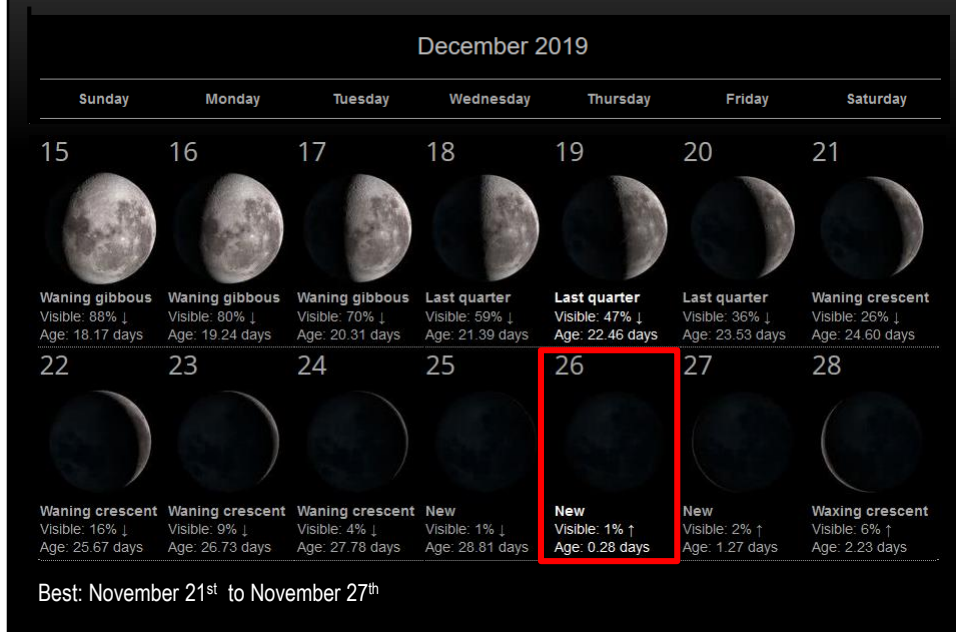 December 2019
Sunday Monday Tuesday Wednesday Thursday Friday Saturday
15 16 17 18 19 20 21
Waning gibbous Waning gibbous Waning gibbous Last quarter Last quarter Last quarter Waning crescent
Visible: 88% ↓ Visible: 80% ↓ Visible: 70% ↓ Visible: 59% ↓ Visible: 47% ↓ Visible: 36% ↓ Visible: 26% ↓
Age: 18.17 days Age: 19.24 days Age: 20.31 days Age: 21.39 days Age: 22.46 days Age: 23.53 days Age: 24.60 days
22 23 24 25 26 27 28
Waning crescent Waning crescent Waning crescent New New New Waxing crescent
Visible: 16% ↓ Visible: 9% ↓ Visible: 4% ↓ Visible: 1% ↓ Visible: 1% ↑ Visible: 2% ↑ Visible: 6% ↑
Age: 25.67 days Age: 26.73 days Age: 27.78 days Age: 28.81 days Age: 0.28 days Age: 1.27 days Age: 2.23 days
Best: November 21st to November 27th